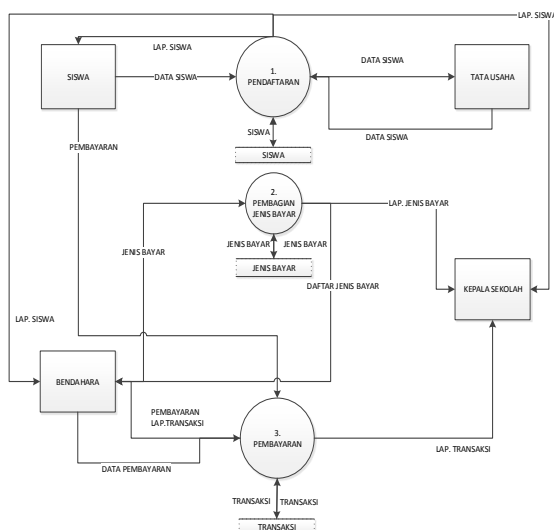 LAP. SISWA
LAP. SISWA
DATA SISWA
SISWA
DATA SISWA
1.
PENDAFTARAN
TATA USAHA
SISWA
DATA SISWA
PEMBAYARAN
SISWA
2.
PEMBAGIAN
JENIS BAYAR
LAP. JENIS BAYAR
JENIS BAYAR
JENIS BAYAR
JENIS BAYAR
JENIS BAYAR
DAFTAR JENIS BAYAR
KEPALA SEKOLAH
LAP. SISWA
BENDAHARA
PEMBAYARAN
LAP.TRANSAKSI
3.
PEMBAYARAN
LAP. TRANSAKSI
DATA PEMBAYARAN
TRANSAKSI
TRANSAKSI
TRANSAKSI